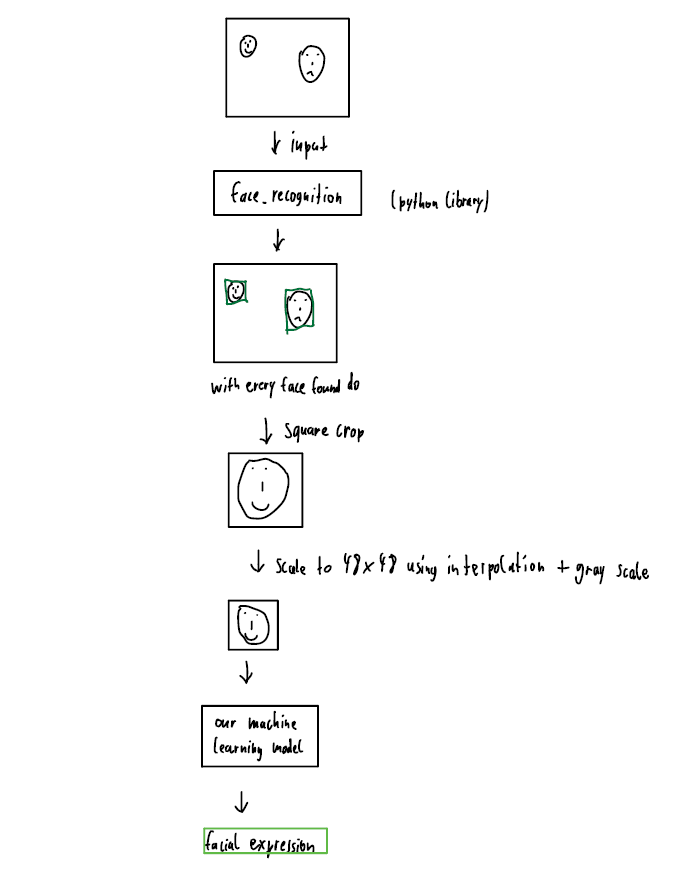 input
face_recognition
(python library)
with every face found do
square crop
scale to 48x48 using interpolation + gray scale
our machine
learning model
facial expression